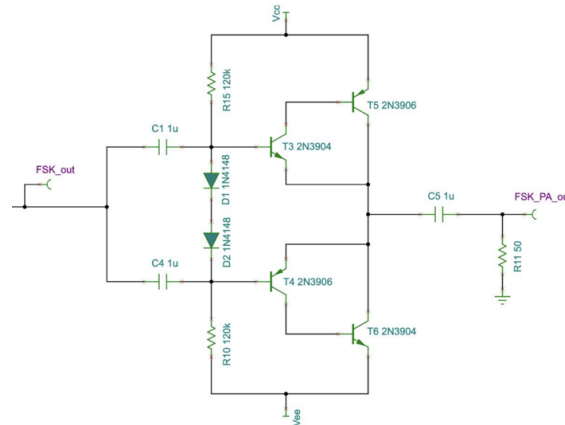 Vcc
R15 120k
T5 2N3906
C1 1u
T3 2N3904
FSK_out
D1 1N4148
C5 1u
FSK_PA_ou
D2 1N4148
R11 50
C4 1u
T4 2N3906
R10 120k
T6 2N3904
Vee